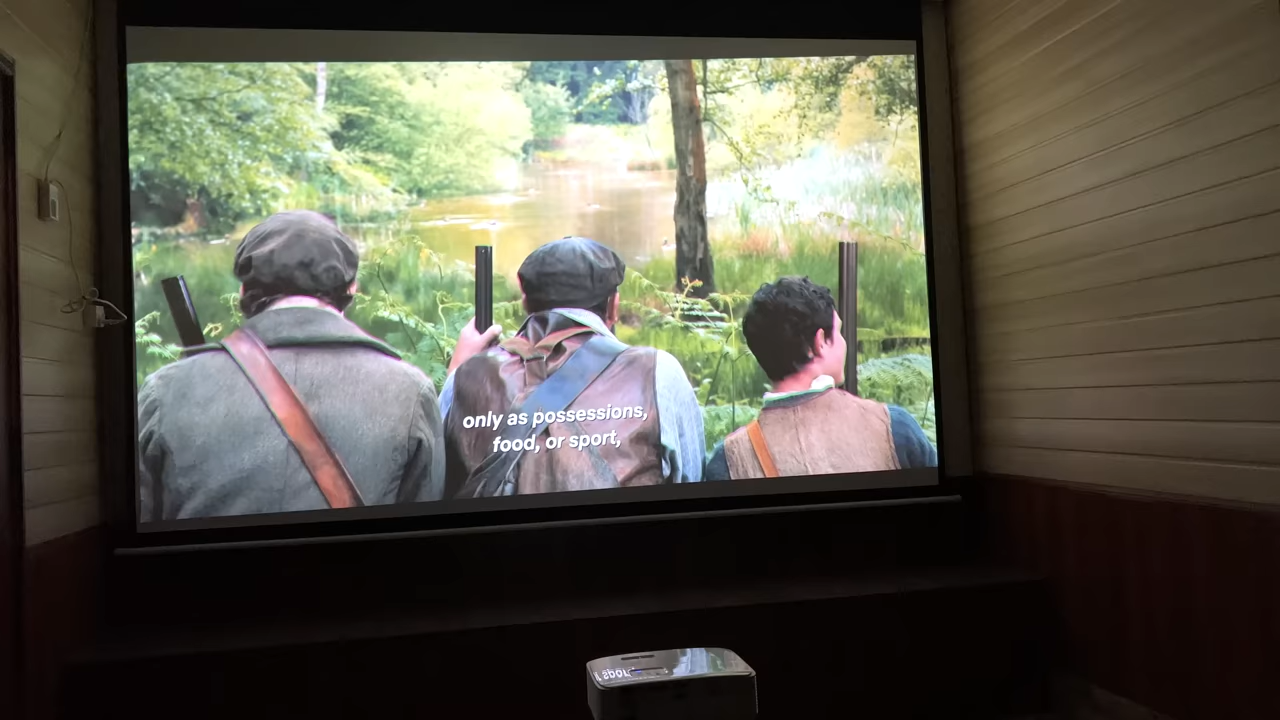 only as possessions,
food, or sport,